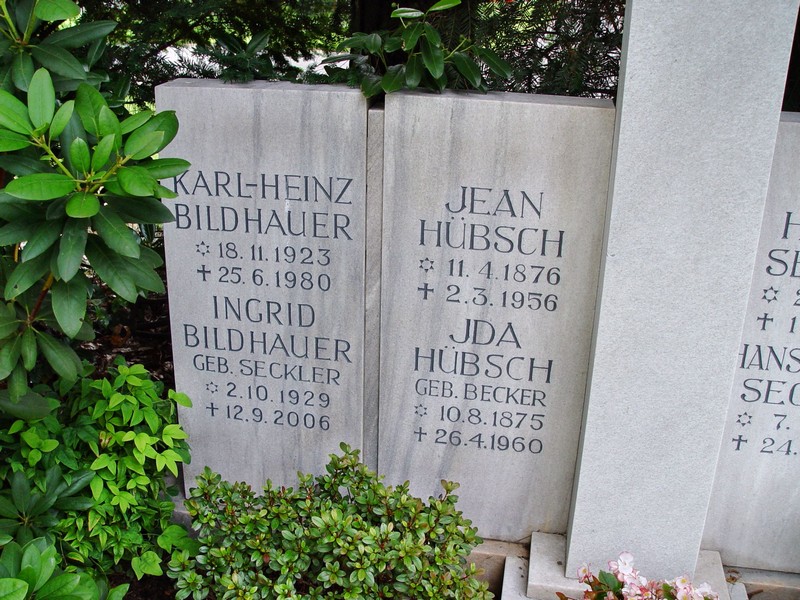 KARL-HEINZ
BILDHAUER
✡ 18.11.1923
✝ 25.6.1980
INGRID
BILDHAUER
GEB. SECKLER
✡ 2.10.1929
✝ 12.9.2006
JEAN
HÜBSCH
✡ 11.4.1876
✝ 2.3.1956
JDA
HÜBSCH
GEB. BECKER
✡ 10.8.1875
✝ 26.4.1960